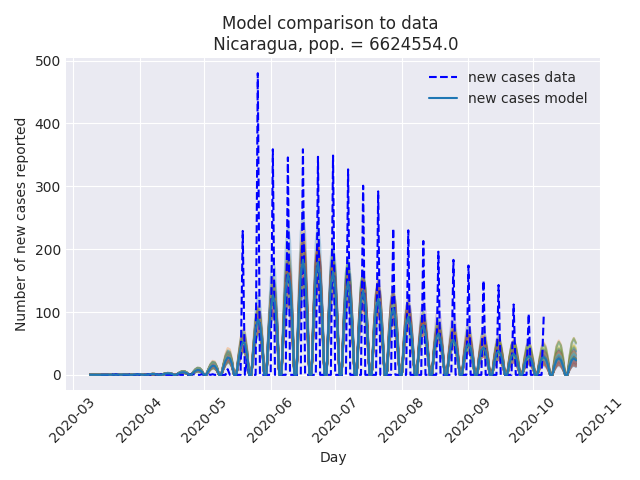 Model comparison to data
Nicaragua, pop. = 6624554.0
new cases data
new cases model
Number of new cases reported
500
400
300
200
100
0
2020-03
2020-04
2020-05
2020-06
2020-07
2020-08
2020-09
2020-10
2020-11
Day